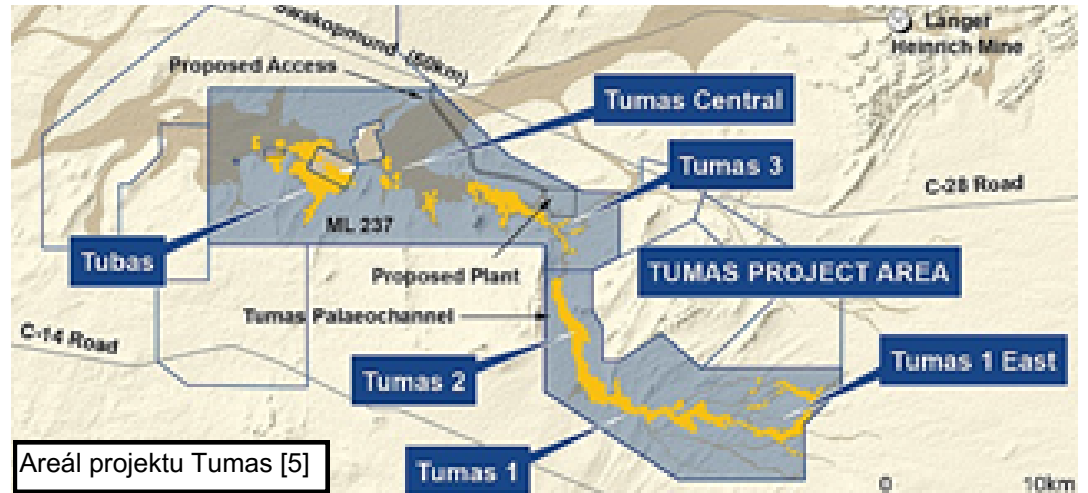 Swakopmund (60km)
Langer
Heinrich Mine
Proposed Access
Tumas Central
Tumas 3
C-28 Road
ML 237
Tubas
Proposed Plant
TUMAS PROJECT AREA
Tumas Palaeochannel
C-14 Road
Tumas 2
Tumas 1 East
Areál projektu Tumas [5]
Tumas 1
0 10km